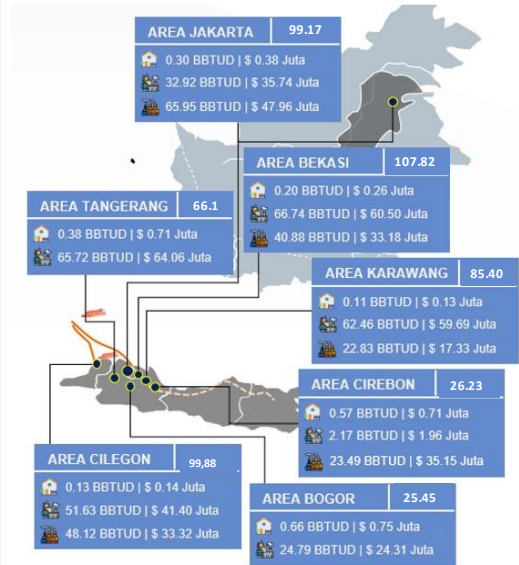 AREA JAKARTA 99.17
0.30 BBTUD | $ 0.38 Juta
32.92 BBTUD | $ 35.74 Juta
65.95 BBTUD | $ 47.96 Juta
AREA BEKASI 107.82
0.20 BBTUD | $ 0.26 Juta
66.74 BBTUD | $ 60.50 Juta
40.88 BBTUD | $ 33.18 Juta
AREA TANGERANG 66.1
0.38 BBTUD | $ 0.71 Juta
65.72 BBTUD | $ 64.06 Juta
AREA KARAWANG 85.40
0.11 BBTUD | $ 0.13 Juta
62.46 BBTUD | $ 59.69 Juta
22.83 BBTUD | $ 17.33 Juta
AREA CIREBON 26.23
0.57 BBTUD | $ 0.71 Juta
2.17 BBTUD | $ 1.96 Juta
23.49 BBTUD | $ 35.15 Juta
AREA CILEGON 99,88
0.13 BBTUD | $ 0.14 Juta
51.63 BBTUD | $ 41.40 Juta
48.12 BBTUD | $ 33.32 Juta
AREA BOGOR 25.45
0.66 BBTUD | $ 0.75 Juta
24.79 BBTUD | $ 24.31 Juta